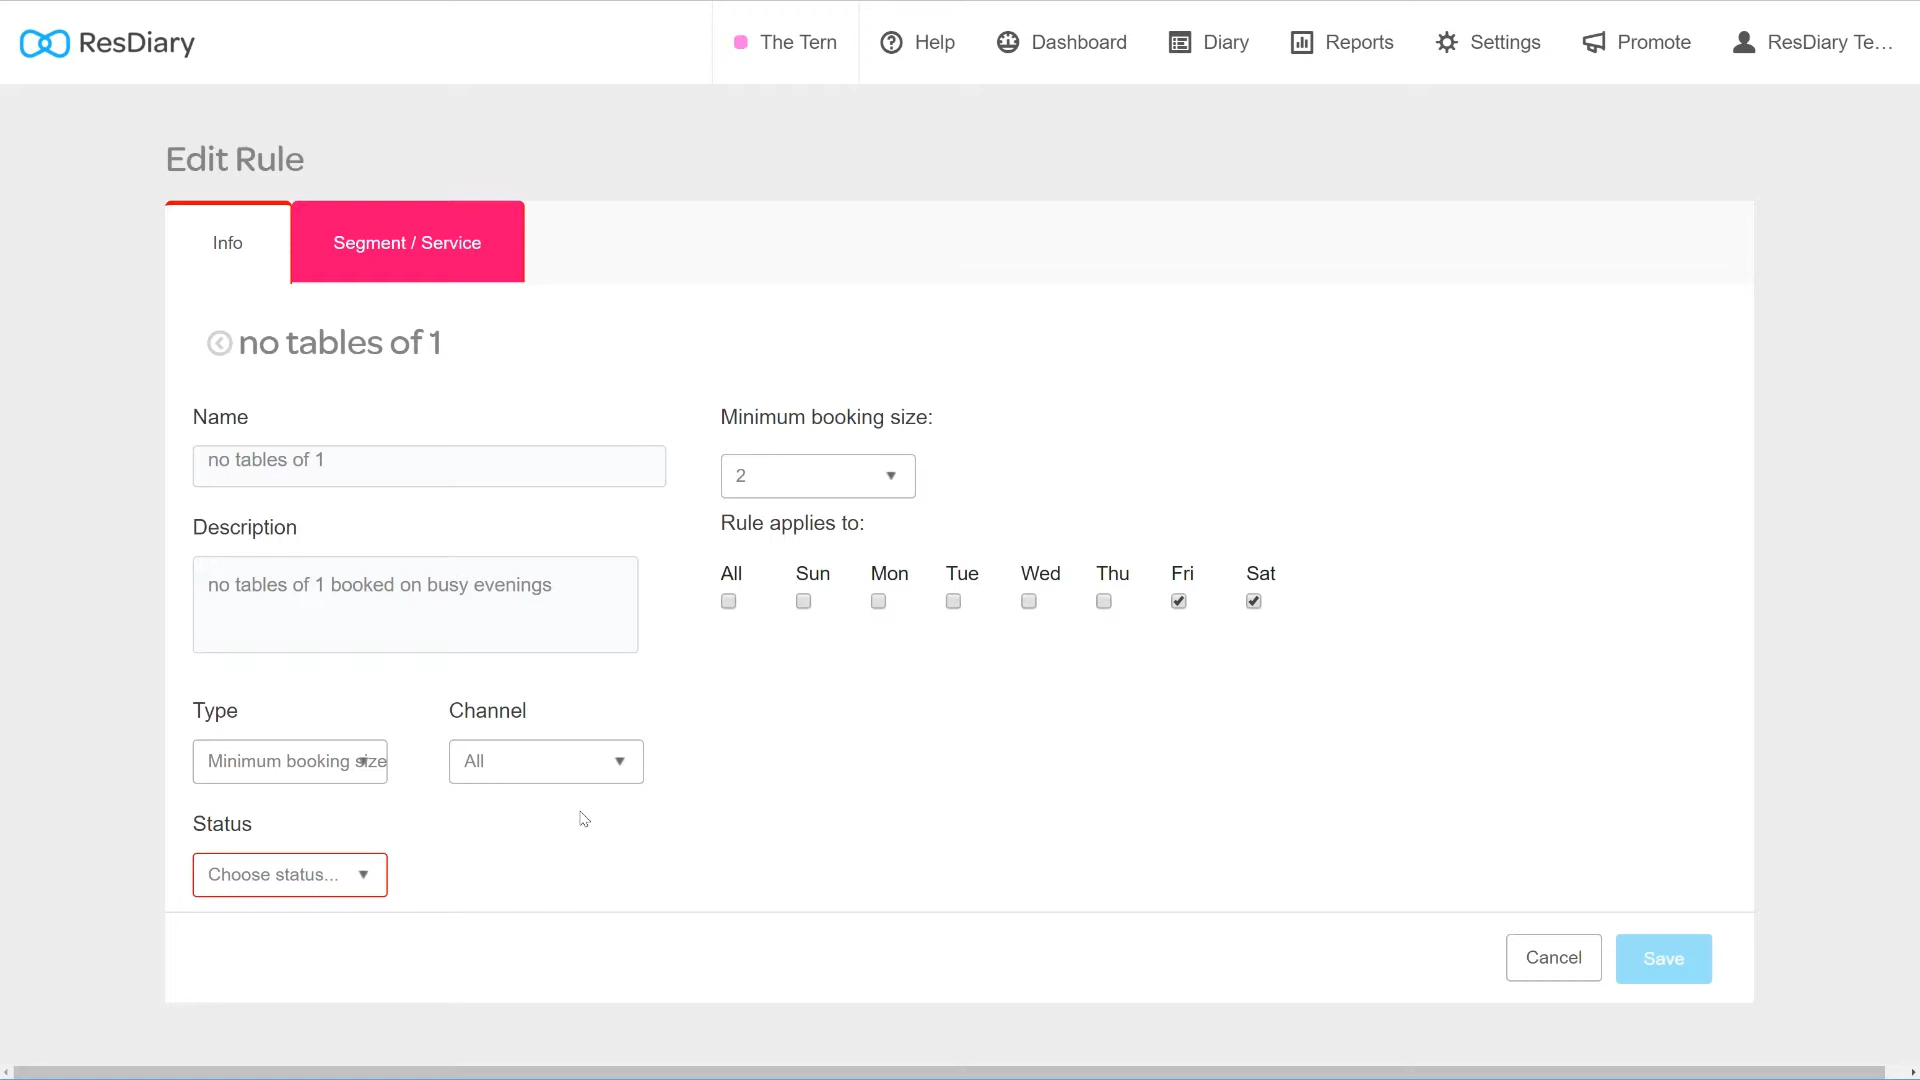 ResDiary
The Tern
Help
Dashboard
Diary
Reports
Settings
Promote
ResDiary Te...
Edit Rule
Info
Segment / Service
no tables of 1
Name
no tables of 1
Description
no tables of 1 booked on busy evenings
Type
Channel
Minimum booking size
All
Status
Choose status...
Minimum booking size:
2
Rule applies to:
All Sun Mon Tue Wed Thu Fri Sat
Cancel
Save